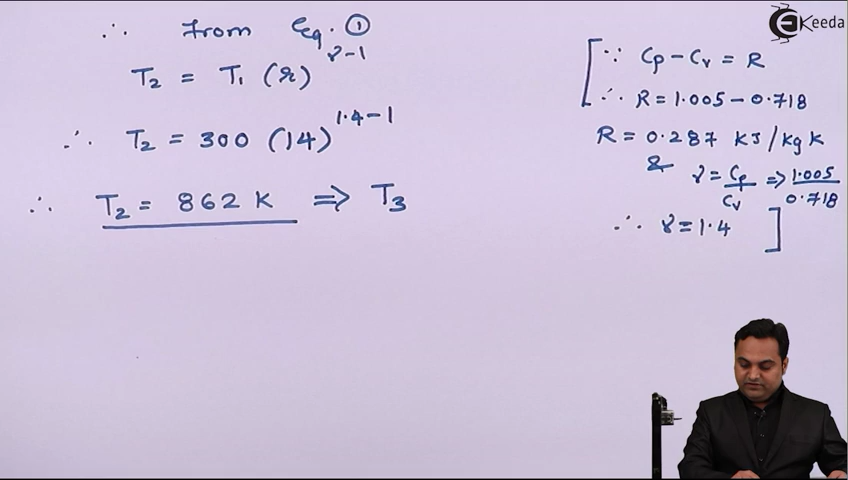 ∴ From Eq. ①
T₂ = T₁ (r)^γ-1
∴ T₂ = 300 (14)^1.4-1
∴ T₂ = 862 K ⇒ T₃
Ekeeda
[∵ Cp - Cv = R
∴ R = 1.005 - 0.718
R = 0.287 KJ/kg K
& γ = Cp/Cv ⇒ 1.005/0.718
∴ γ = 1.4 ]